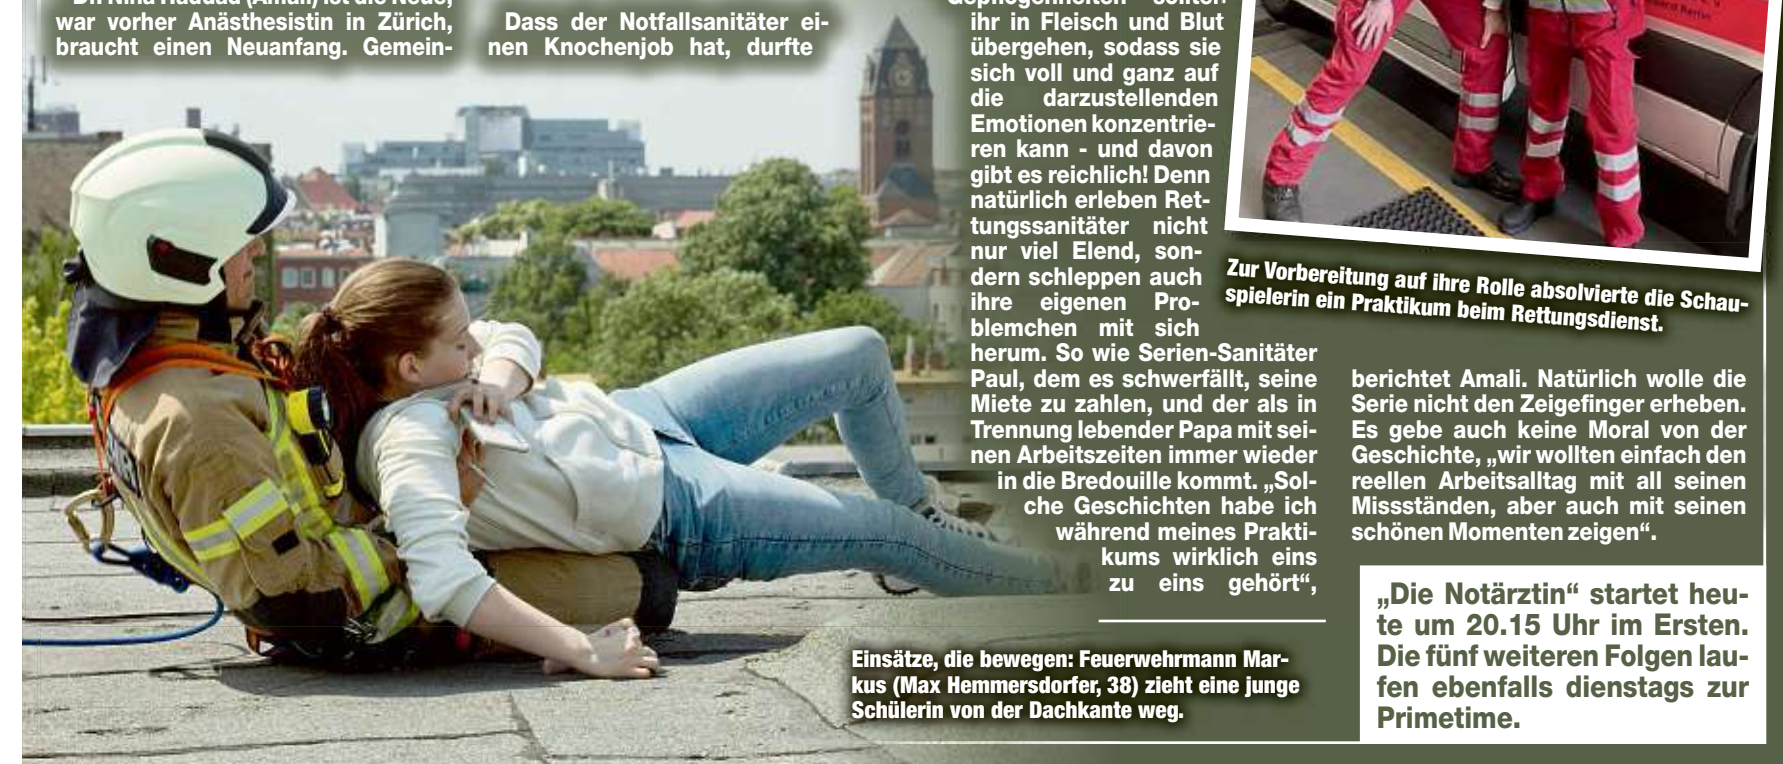 Dr. Nina Haddad (Amali) ist die Neue,
war vorher Anästhesistin in Zürich,
braucht einen Neuanfang. Gemein-
Dass der Notfallsanitäter ei-
nen Knochenjob hat, durfte
Gepflogenheiten sollten
ihr in Fleisch und Blut
übergehen, sodass sie
sich voll und ganz auf
die darzustellenden
Emotionen konzentrie-
ren kann - und davon
gibt es reichlich! Denn
natürlich erleben Ret-
tungssanitäter nicht
nur viel Elend, son-
dern schleppen auch
ihre eigenen Pro-
blemchen mit sich
herum. So wie Serien-Sanitäter
Paul, dem es schwerfällt, seine
Miete zu zahlen, und der als in
Trennung lebender Papa mit sei-
nen Arbeitszeiten immer wieder
in die Bredouille kommt. „Sol-
che Geschichten habe ich
während meines Prakti-
kums wirklich eins
zu eins gehört“,
Zur Vorbereitung auf ihre Rolle absolvierte die Schau-
spielerin ein Praktikum beim Rettungsdienst.
berichtet Amali. Natürlich wolle die
Serie nicht den Zeigefinger erheben.
Es gebe auch keine Moral von der
Geschichte, „wir wollten einfach den
reellen Arbeitsalltag mit all seinen
Missständen, aber auch mit seinen
schönen Momenten zeigen“.
Einsätze, die bewegen: Feuerwehrmann Mar-
kus (Max Hemmersdorfer, 38) zieht eine junge
Schülerin von der Dachkante weg.
„Die Notärztin“ startet heu-
te um 20.15 Uhr im Ersten.
Die fünf weiteren Folgen lau-
fen ebenfalls dienstags zur
Primetime.